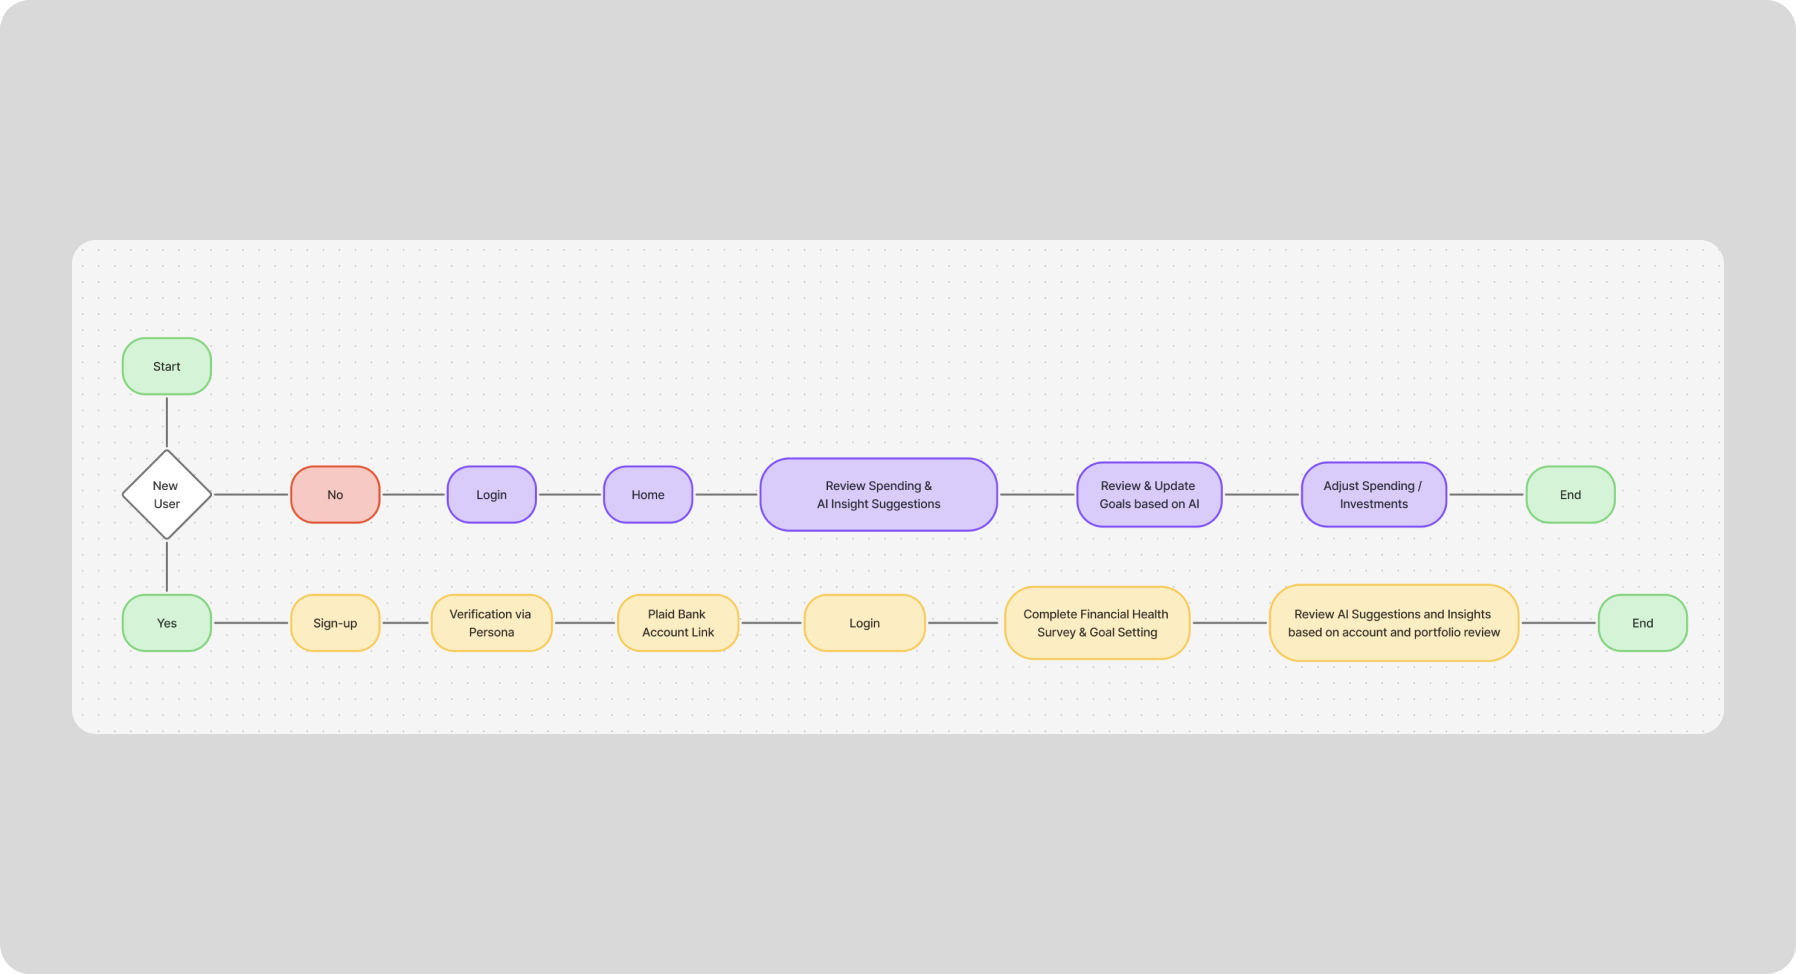 Start
New
User
No
Login
Home
Review Spending &
AI Insight Suggestions
Review & Update
Goals based on AI
Adjust Spending /
Investments
End
Yes
Sign-up
Verification via
Persona
Plaid Bank
Account Link
Login
Complete Financial Health
Survey & Goal Setting
Review AI Suggestions and Insights
based on account and portfolio review
End